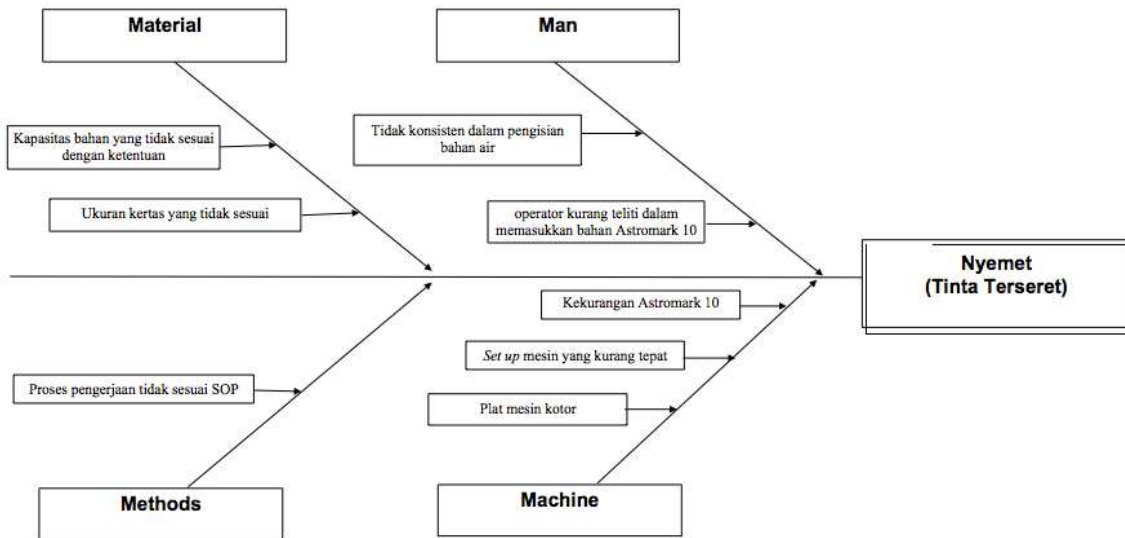 Material
Man
Kapasitas bahan yang tidak sesuai
dengan ketentuan
Tidak konsisten dalam pengisian
bahan air
Ukuran kertas yang tidak sesuai
operator kurang teliti dalam
memasukkan bahan Astromark 10
Nyemet
(Tinta Terseret)
Kekurangan Astromark 10
Set up mesin yang kurang tepat
Proses pengerjaan tidak sesuai SOP
Plat mesin kotor
Methods
Machine